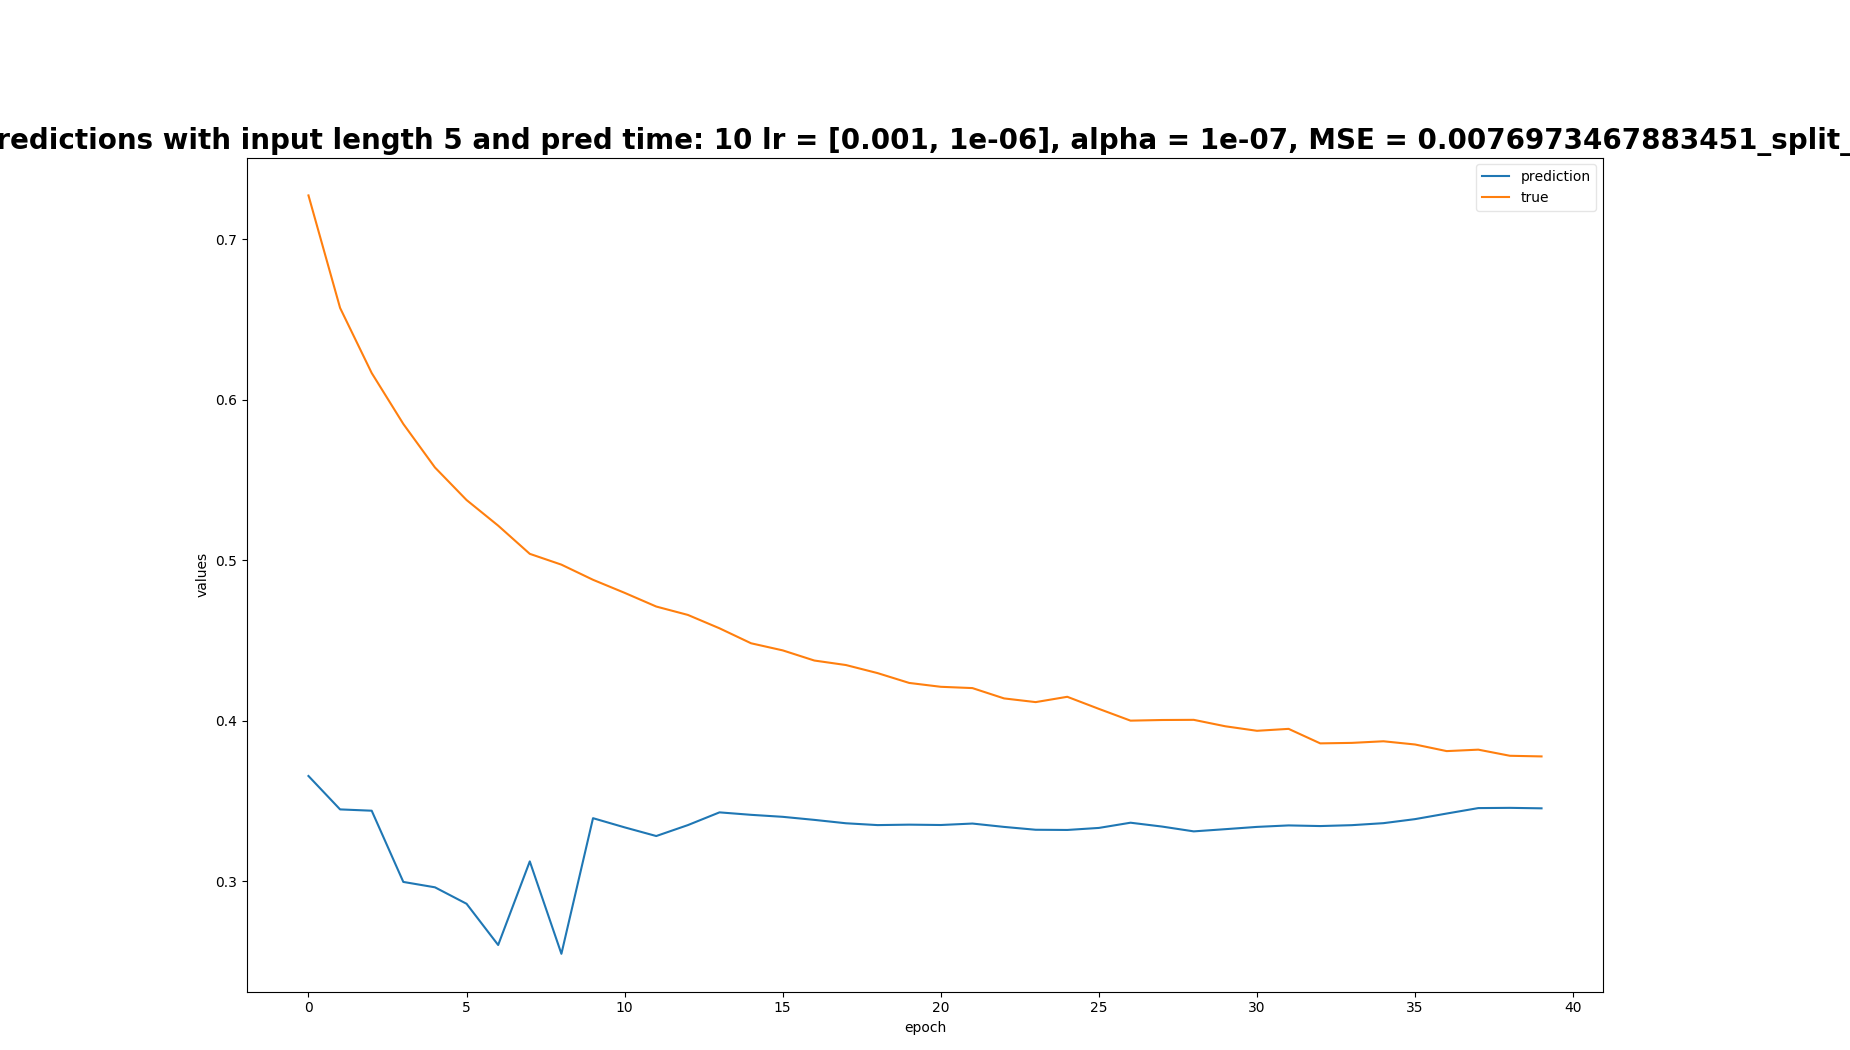 redictions with input length 5 and pred time: 10 lr = [0.001, 1e-06], alpha = 1e-07, MSE = 0.0076973467883451_split_
prediction
true
0.7
0.6
0.5
0.4
0.3
values
0 5 10 15 20 25 30 35 40
epoch